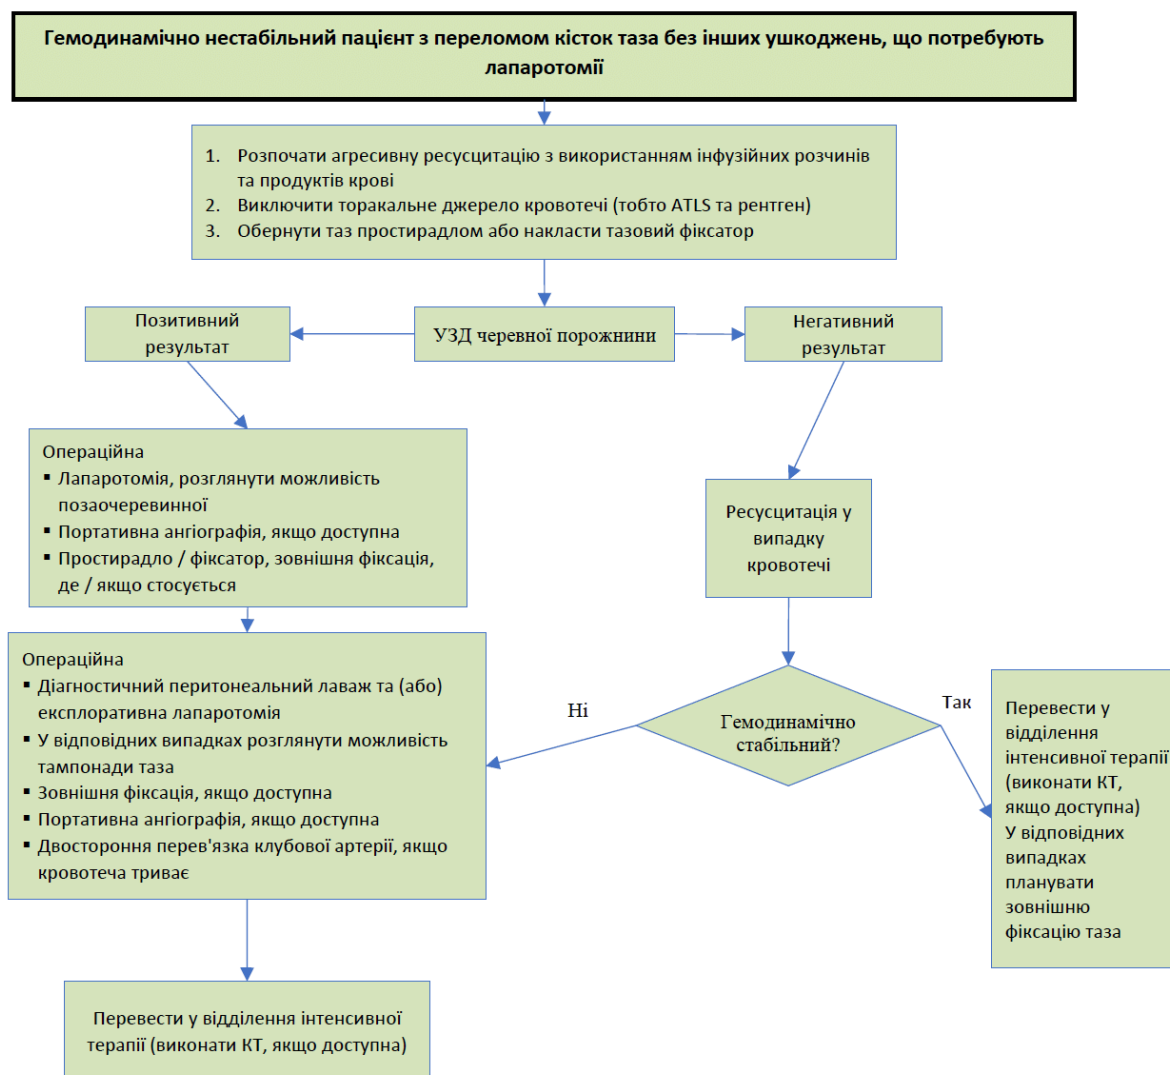 Гемодинамічно нестабільний пацієнт з переломом кісток таза без інших ушкоджень, що потребують
лапаротомії
1. Розпочати агресивну ресусцитацію з використанням інфузійних розчинів
та продуктів крові
2. Виключити торакальне джерело кровотечі (тобто ATLS та рентген)
3. Обернути таз простирадлом або накласти тазовий фіксатор
Позитивний
результат
УЗД черевної порожнини
Негативний
результат
Операційна
▪ Лапаротомія, розглянути можливість
позаочеревинної
▪ Портативна ангіографія, якщо доступна
▪ Простирадло / фіксатор, зовнішня фіксація,
де / якщо стосується
Ресусцитація у
випадку
кровотечі
Операційна
▪ Діагностичний перитонеальний лаваж та (або)
експлоративна лапаротомія
▪ У відповідних випадках розглянути можливість
тампонади таза
▪ Зовнішня фіксація, якщо доступна
▪ Портативна ангіографія, якщо доступна
▪ Двостороння перев'язка клубової артерії, якщо
кровотеча триває
Ні
Гемодинамічно
стабільний?
Так
Перевести у
відділення
інтенсивної терапії
(виконати КТ,
якщо доступна)
У відповідних
випадках
планувати
зовнішню
фіксацію таза
Перевести у відділення інтенсивної
терапії (виконати КТ, якщо доступна)